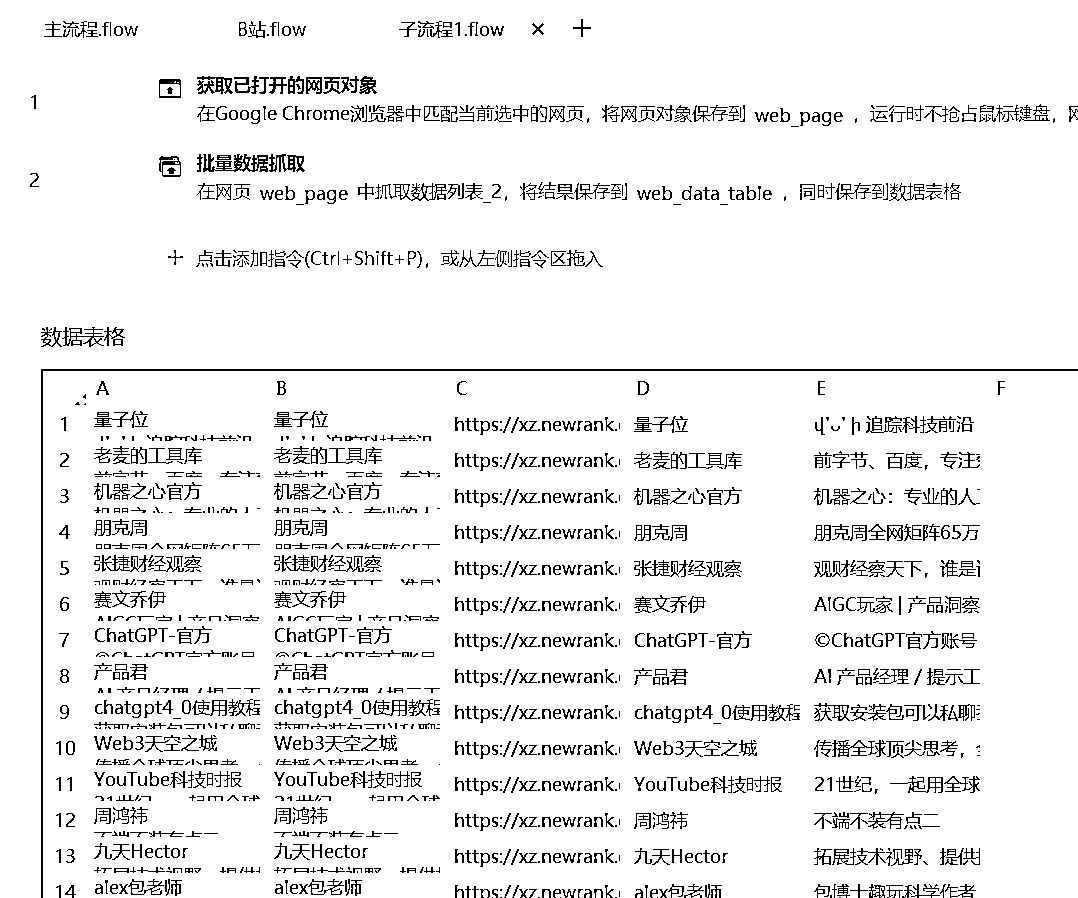 主流程.flow B站.flow 子流程1.flow × +
1 获取已打开的网页对象
在Google Chrome浏览器中匹配当前选中的网页，将网页对象保存到 web_page ，运行时不抢占鼠标键盘，
2 批量数据抓取
在网页 web_page 中抓取数据列表_2，将结果保存到 web_data_table ，同时保存到数据表格
+ 点击添加指令(Ctrl+Shift+P)，或从左侧指令区拖入
数据表格
A B C D E F
1 量子位 量子位 https://xz.newrank. 量子位 追踪科技前沿
2 老麦的工具库 老麦的工具库 https://xz.newrank. 老麦的工具库 前字节、百度，专注
3 机器之心官方 机器之心官方 https://xz.newrank. 机器之心官方 机器之心：专业的人
4 朋克周 朋克周 https://xz.newrank. 朋克周 朋克周全网矩阵65万
5 张捷财经观察 张捷财经观察 https://xz.newrank. 张捷财经观察 观财经察天下，谁是
6 赛文乔伊 赛文乔伊 https://xz.newrank. 赛文乔伊 AIGC玩家 | 产品洞察
7 ChatGPT-官方 ChatGPT-官方 https://xz.newrank. ChatGPT-官方 ©ChatGPT官方账号
8 产品君 产品君 https://xz.newrank. 产品君 AI 产品经理 / 提示工
9 chatgpt4_0使用教程 chatgpt4_0使用教程 https://xz.newrank. chatgpt4_0使用教程 获取安装包可以私聊
10 Web3天空之城 Web3天空之城 https://xz.newrank. Web3天空之城 传播全球顶尖思考，
11 YouTube科技时报 YouTube科技时报 https://xz.newrank. YouTube科技时报 21世纪，一起用全球
12 周鸿祎 周鸿祎 https://xz.newrank. 周鸿祎 不端不装有点二
13 九天Hector 九天Hector https://xz.newrank. 九天Hector 拓展技术视野、提供
14 alex包老师 alex包老师 https://xz.newrank. alex包老师 包博士趣玩科学作者